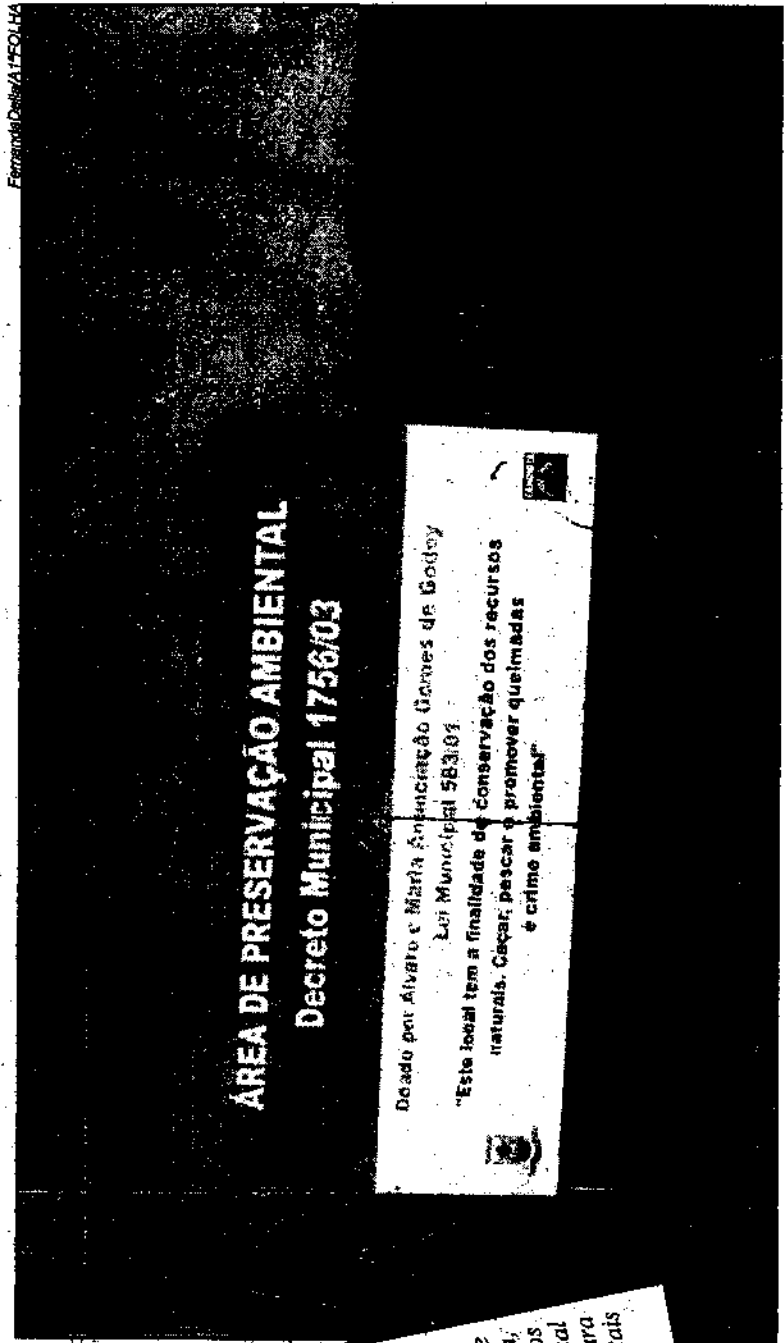 ÁREA DE PRESERVAÇÃO AMBIENTAL
Decreto Municipal 1756/03
Doado por Álvaro e Maria Anunciação Gomes de Godoy
Lei Municipal 583/01
"Este local tem a finalidade de conservação dos recursos
naturais. Caçar, pescar e promover queimadas
é crime ambiental"